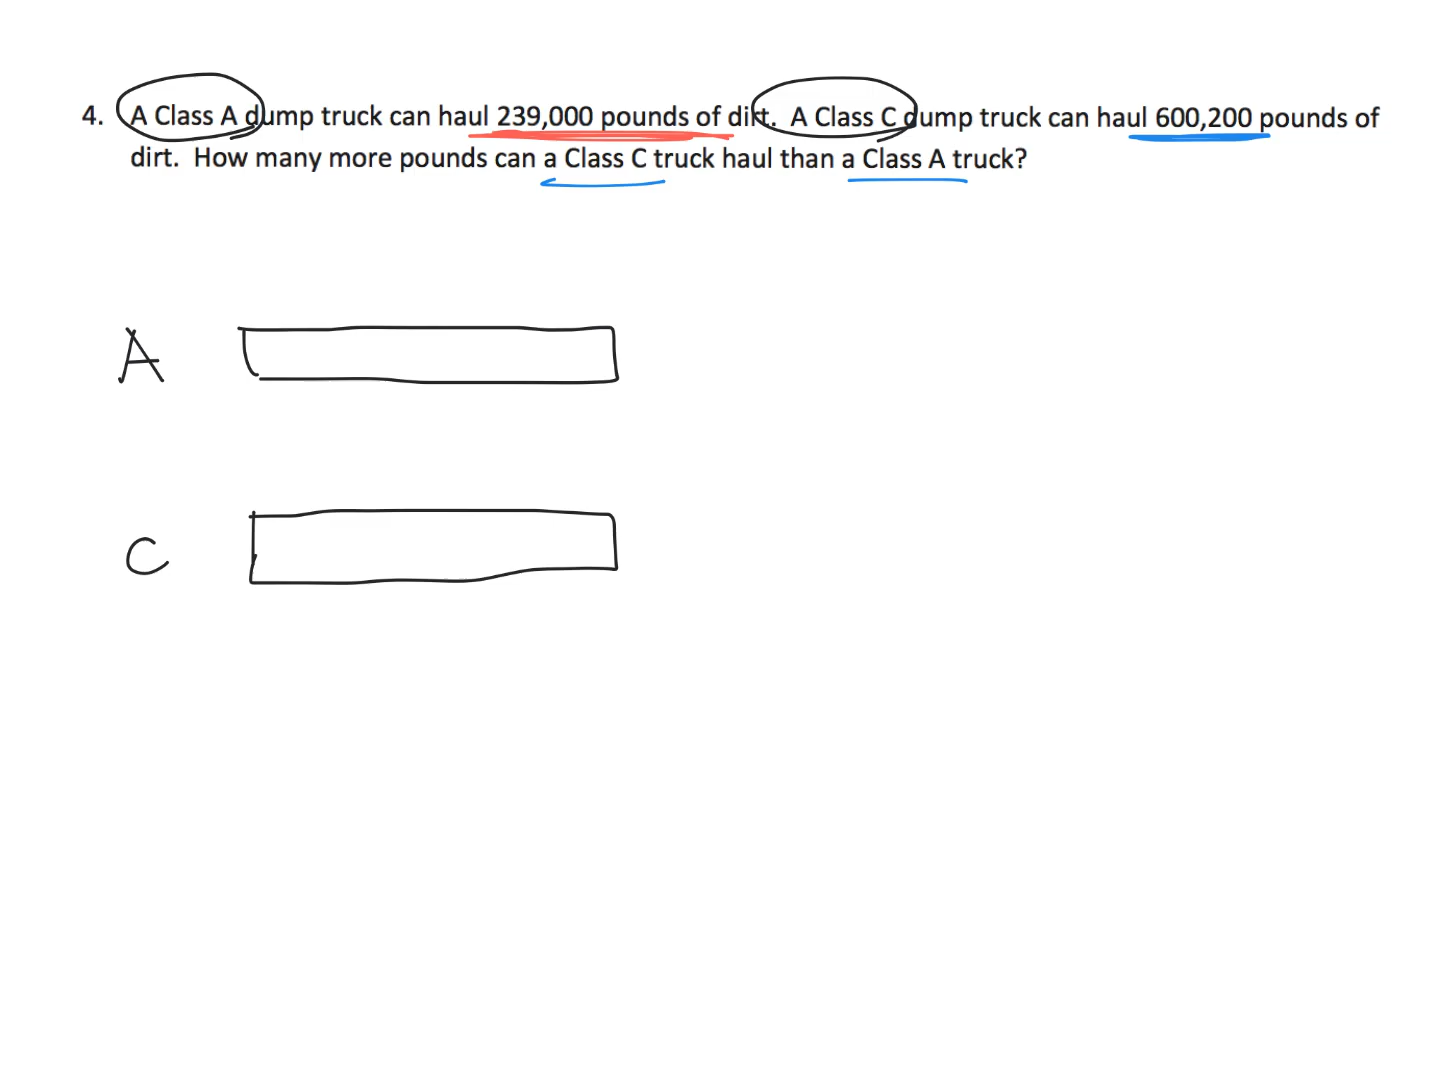 4. A Class A dump truck can haul 239,000 pounds of dirt. A Class C dump truck can haul 600,200 pounds of
dirt. How many more pounds can a Class C truck haul than a Class A truck?
A
C